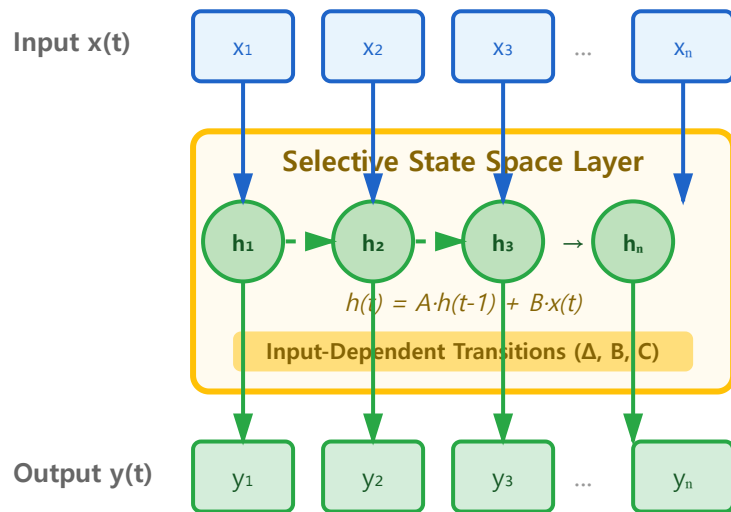 Input x(t)
x₁ x₂ x₃ ... xₙ
Selective State Space Layer
h₁ h₂ h₃ → hₙ
h(t) = A·h(t-1) + B·x(t)
Input-Dependent Transitions (Δ, B, C)
Output y(t)
y₁ y₂ y₃ ... yₙ